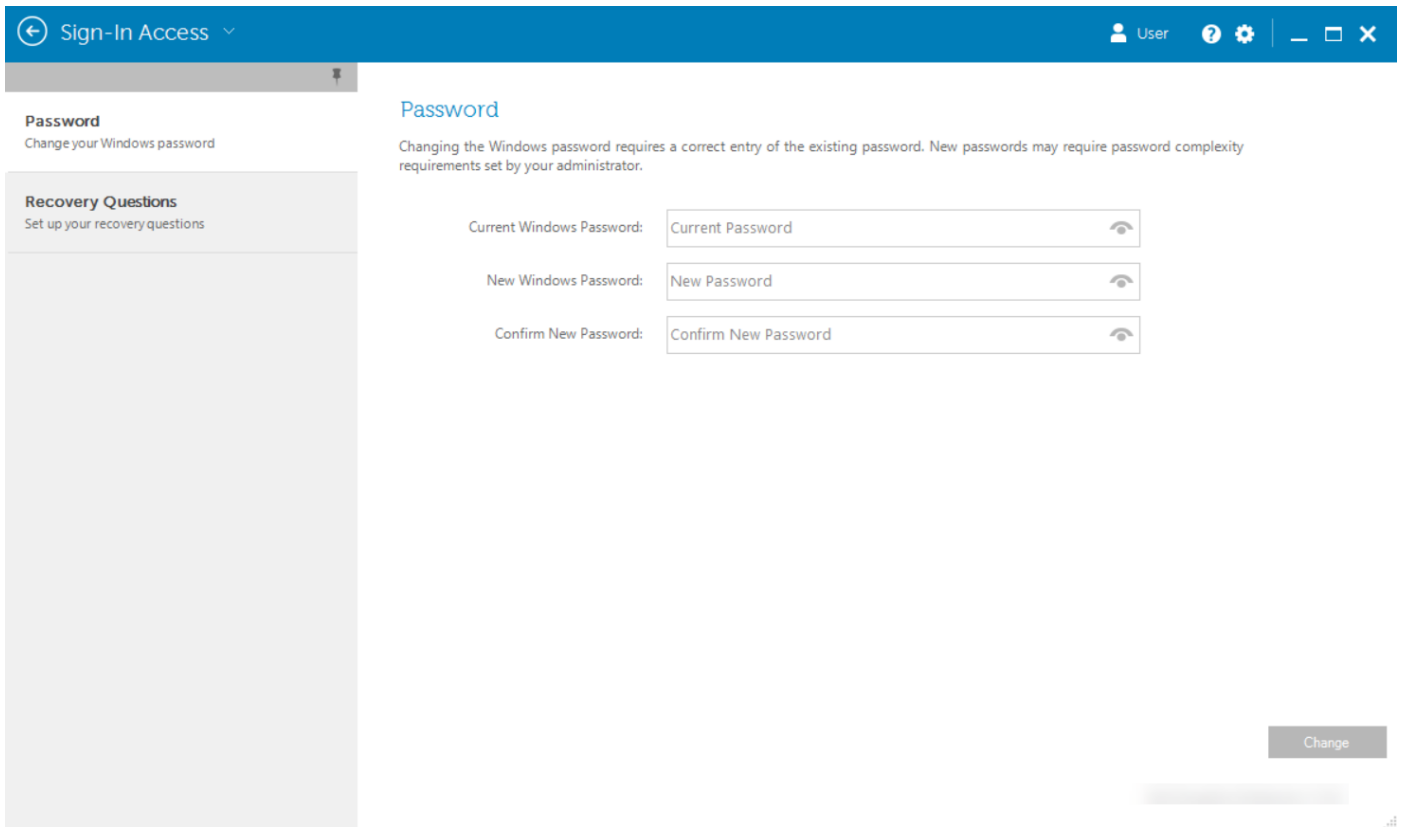 Sign-In Access
User
Password
Change your Windows password
Recovery Questions
Set up your recovery questions
Password
Changing the Windows password requires a correct entry of the existing password. New passwords may require password complexity
requirements set by your administrator.
Current Windows Password: Current Password
New Windows Password: New Password
Confirm New Password: Confirm New Password
Change